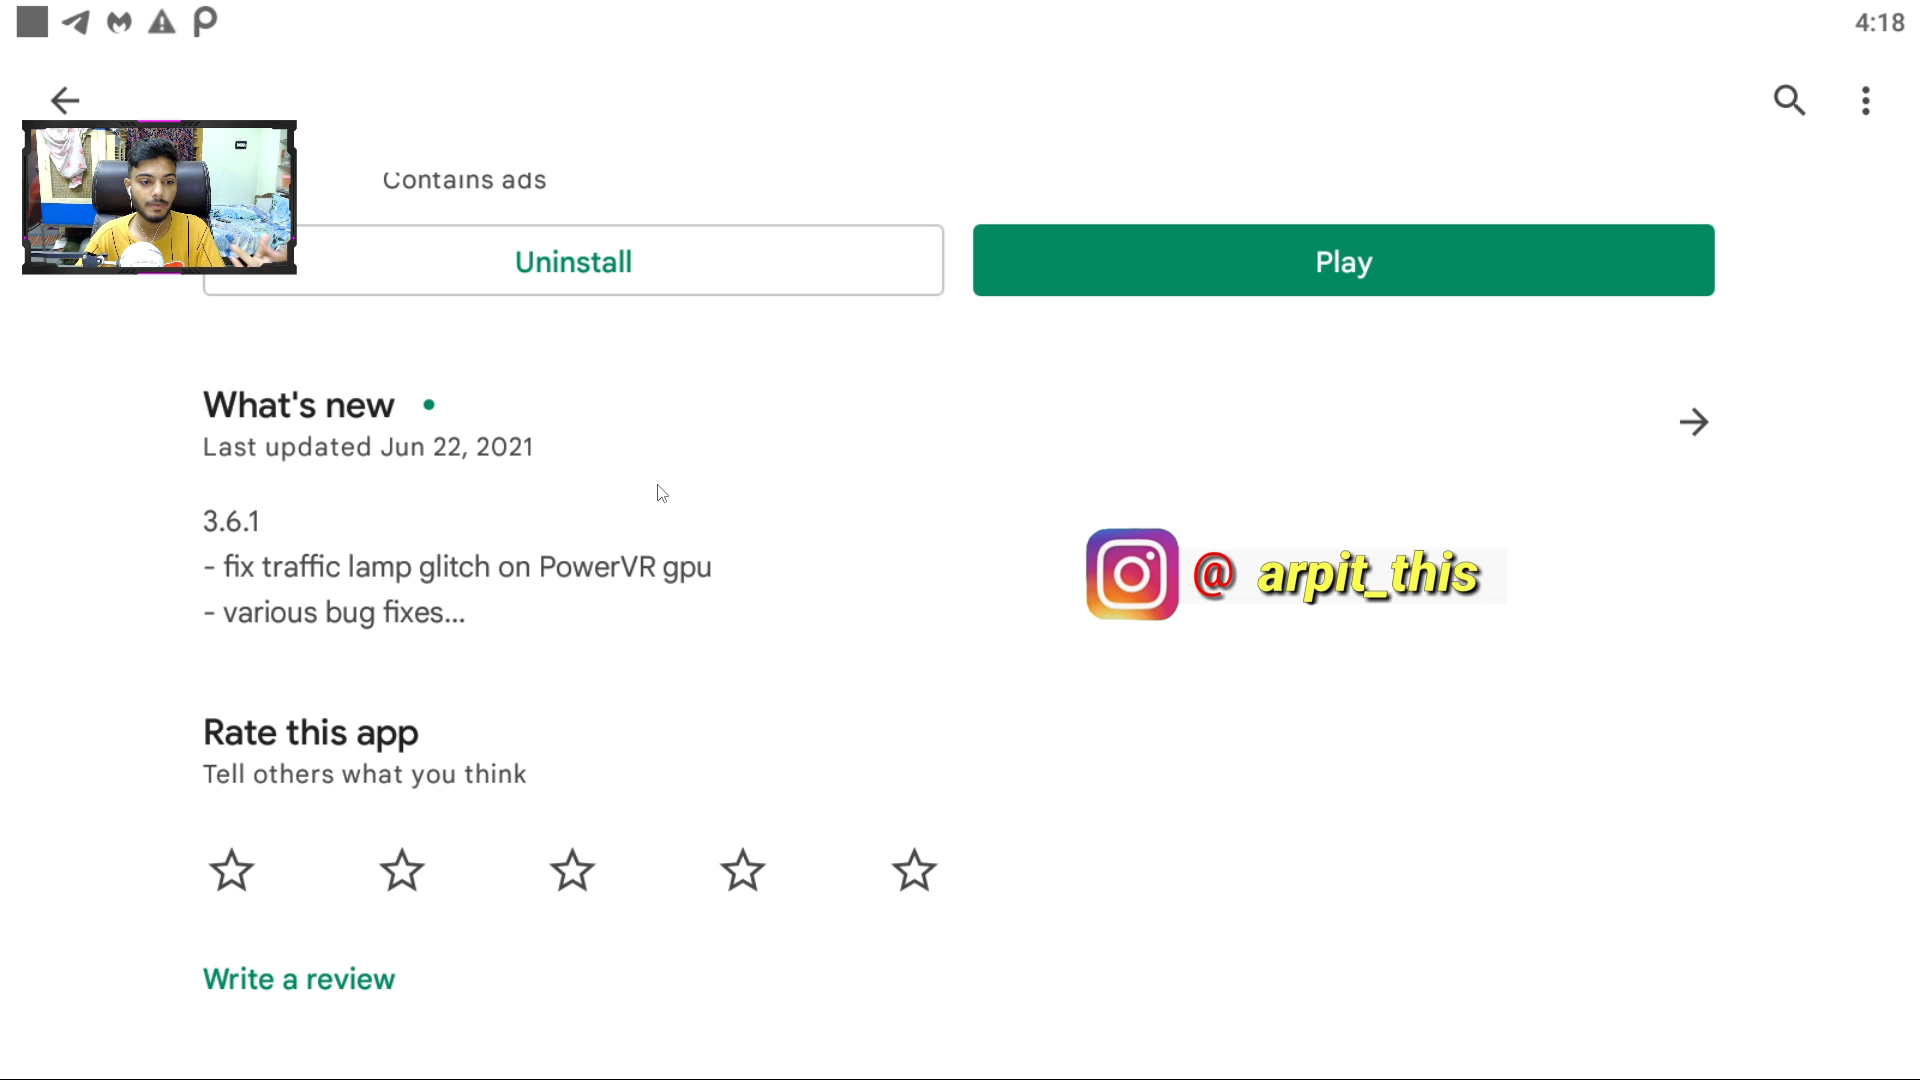 4:18
Contains ads
Uninstall
Play
What's new
Last updated Jun 22, 2021
3.6.1
- fix traffic lamp glitch on PowerVR gpu
- various bug fixes...
@ arpit_this
Rate this app
Tell others what you think
Write a review